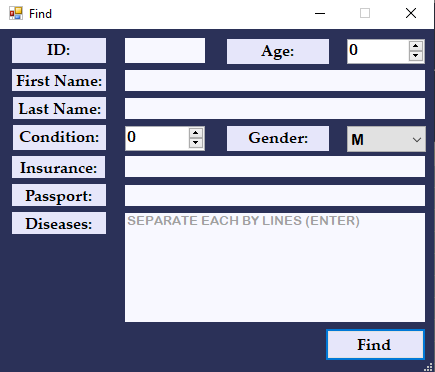 Find
ID: Age: 0
First Name:
Last Name:
Condition: 0 Gender: M
Insurance:
Passport:
Diseases: SEPARATE EACH BY LINES (ENTER)
Find